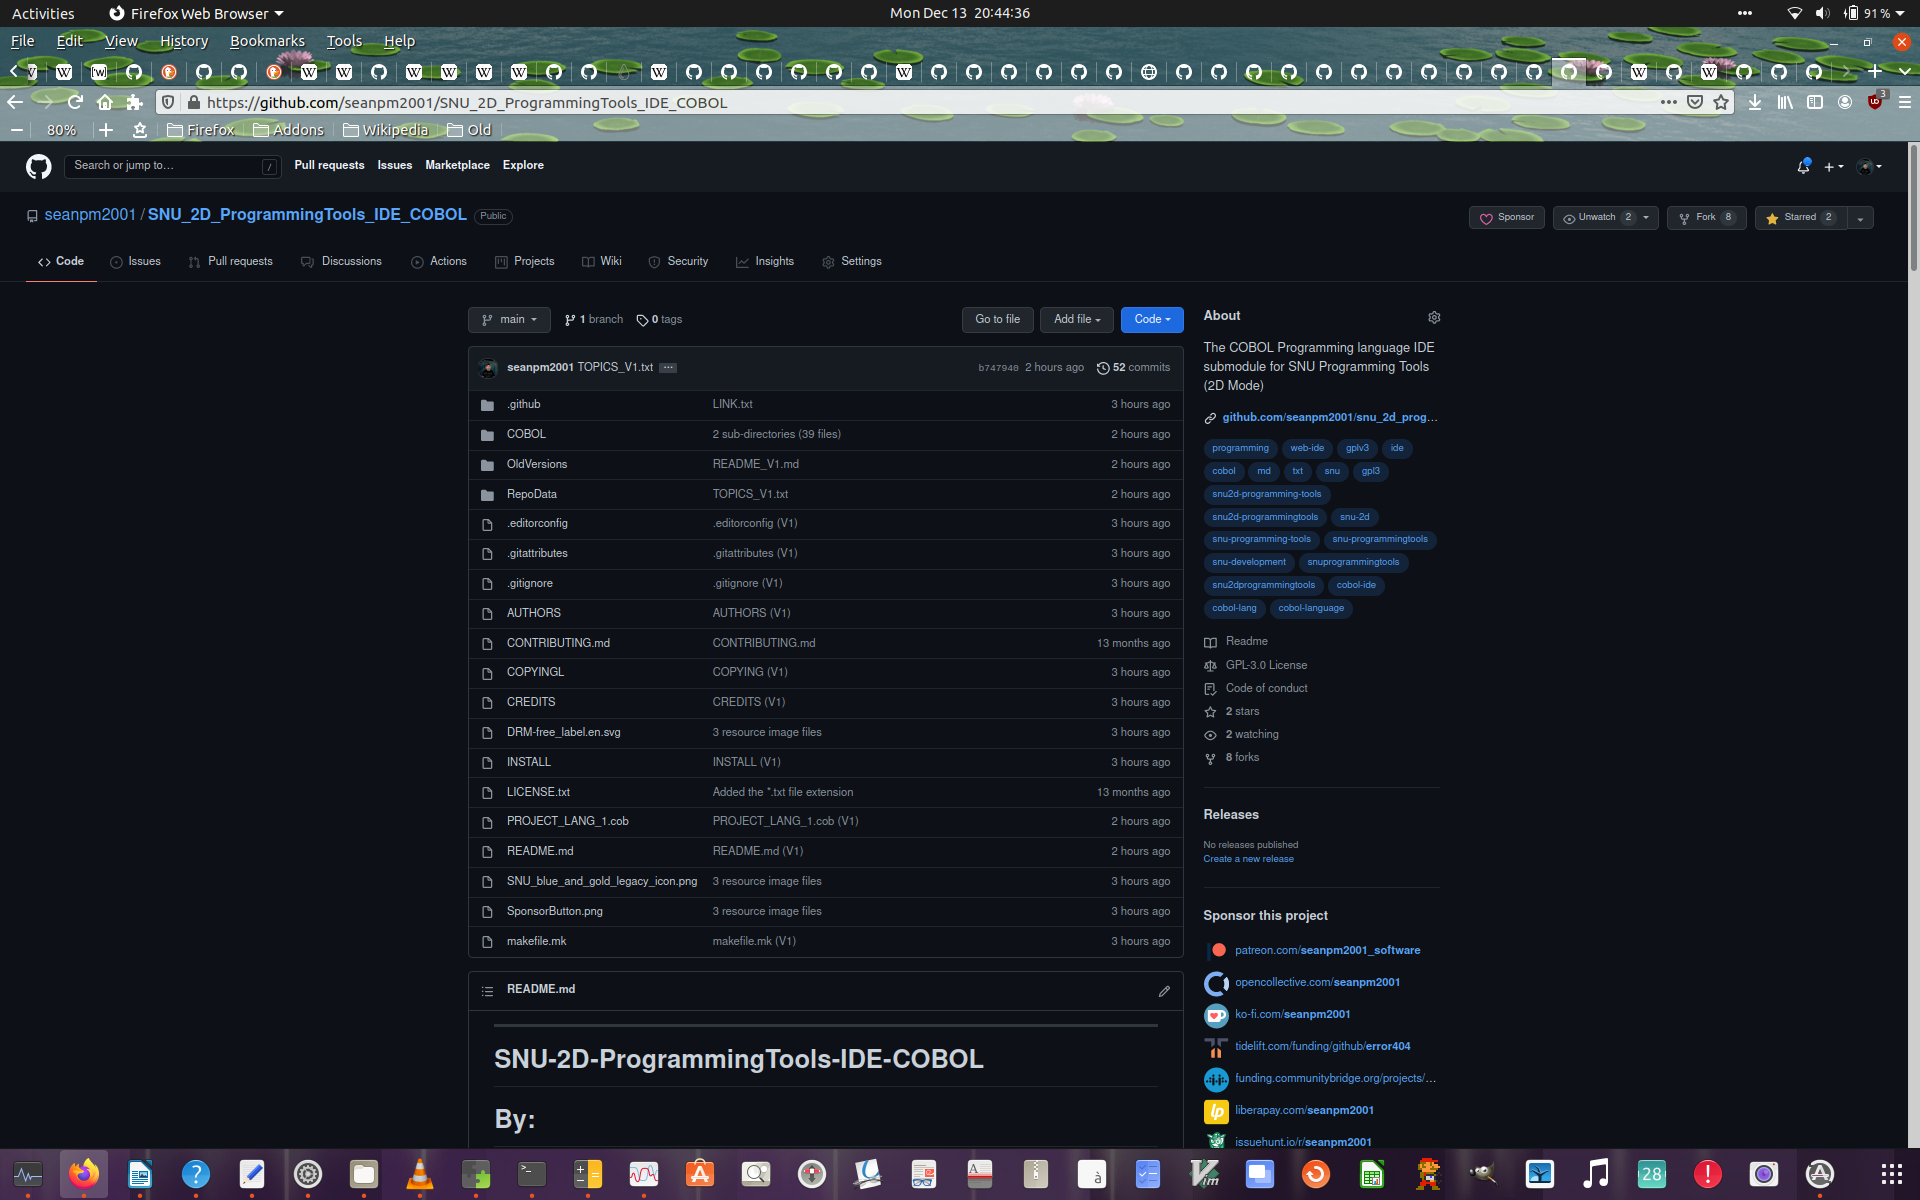 Activities
Firefox Web Browser
Mon Dec 13 20:44:36
91 %
File Edit View History Bookmarks Tools Help
https://github.com/seanpm2001/SNU_2D_ProgrammingTools_IDE_COBOL
3
80%
Firefox Addons Wikipedia Old
Search or jump to…
/
Pull requests Issues Marketplace Explore
seanpm2001 / SNU_2D_ProgrammingTools_IDE_COBOL Public
Sponsor Unwatch 2 Fork 8 Starred 2
Code Issues Pull requests Discussions Actions Projects Wiki Security Insights Settings
main 1 branch 0 tags Go to file Add file Code
seanpm2001 TOPICS_V1.txt ... b747940 2 hours ago 52 commits
.github LINK.txt 3 hours ago
COBOL 2 sub-directories (39 files) 2 hours ago
OldVersions README_V1.md 2 hours ago
RepoData TOPICS_V1.txt 2 hours ago
.editorconfig .editorconfig (V1) 3 hours ago
.gitattributes .gitattributes (V1) 3 hours ago
.gitignore .gitignore (V1) 3 hours ago
AUTHORS AUTHORS (V1) 3 hours ago
CONTRIBUTING.md CONTRIBUTING.md 13 months ago
COPYINGL COPYING (V1) 3 hours ago
CREDITS CREDITS (V1) 3 hours ago
DRM-free_label.en.svg 3 resource image files 3 hours ago
INSTALL INSTALL (V1) 3 hours ago
LICENSE.txt Added the *.txt file extension 13 months ago
PROJECT_LANG_1.cob PROJECT_LANG_1.cob (V1) 2 hours ago
README.md README.md (V1) 2 hours ago
SNU_blue_and_gold_legacy_icon.png 3 resource image files 3 hours ago
SponsorButton.png 3 resource image files 3 hours ago
makefile.mk makefile.mk (V1) 3 hours ago
README.md
SNU-2D-ProgrammingTools-IDE-COBOL
By:
About
The COBOL Programming language IDE
submodule for SNU Programming Tools
(2D Mode)
github.com/seanpm2001/snu_2d_prog…
programming web-ide gplv3 ide
cobol md txt snu gpl3
snu2d-programming-tools
snu2d-programmingtools snu-2d
snu-programming-tools snu-programmingtools
snu-development snuprogrammingtools
snu2dprogrammingtools cobol-ide
cobol-lang cobol-language
Readme
GPL-3.0 License
Code of conduct
2 stars
2 watching
8 forks
Releases
No releases published
Create a new release
Sponsor this project
patreon.com/seanpm2001_software
opencollective.com/seanpm2001
ko-fi.com/seanpm2001
tidelift.com/funding/github/error404
funding.communitybridge.org/projects/…
lp liberapay.com/seanpm2001
issuehunt.io/r/seanpm2001
28